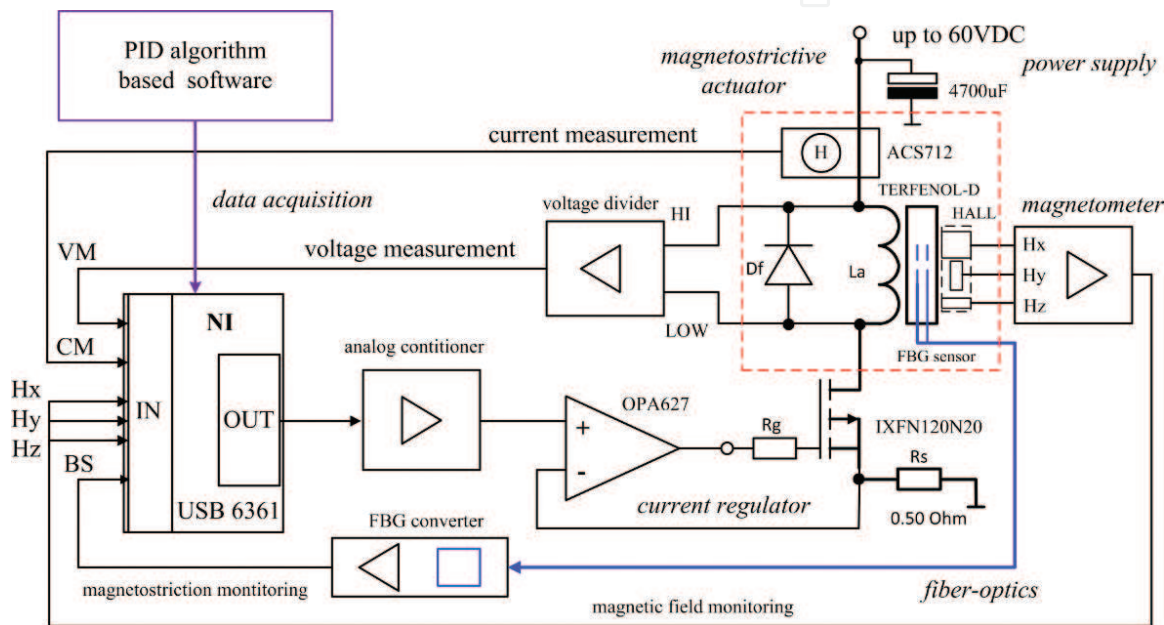 PID algorithm
based software
magnetostrictive
actuator
up to 60VDC
power supply
4700uF
current measurement
H
ACS712
TERFENOL-D
data acquisition
voltage divider
HI
HALL
magnetometer
VM
voltage measurement
Df
La
Hx
Hy
Hz
NI
LOW
FBG sensor
CM
analog contitioner
Hx
Hy
Hz
IN
OUT
OPA627
+
-
Rg
IXFN120N20
BS
Rs
USB 6361
current regulator
0.50 Ohm
FBG converter
magnetostriction montitoring
magnetic field monitoring
fiber-optics